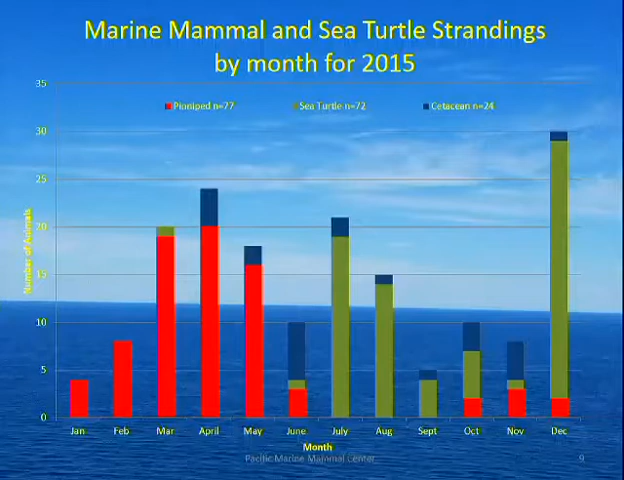 Marine Mammal and Sea Turtle Strandings
by month for 2015
Pinniped n=77 Sea Turtle n=72 Cetacean n=24
Number of Animals
35
30
25
20
15
10
5
0
Jan Feb Mar April May June July Aug Sept Oct Nov Dec
Month
Pacific Marine Mammal Center 9